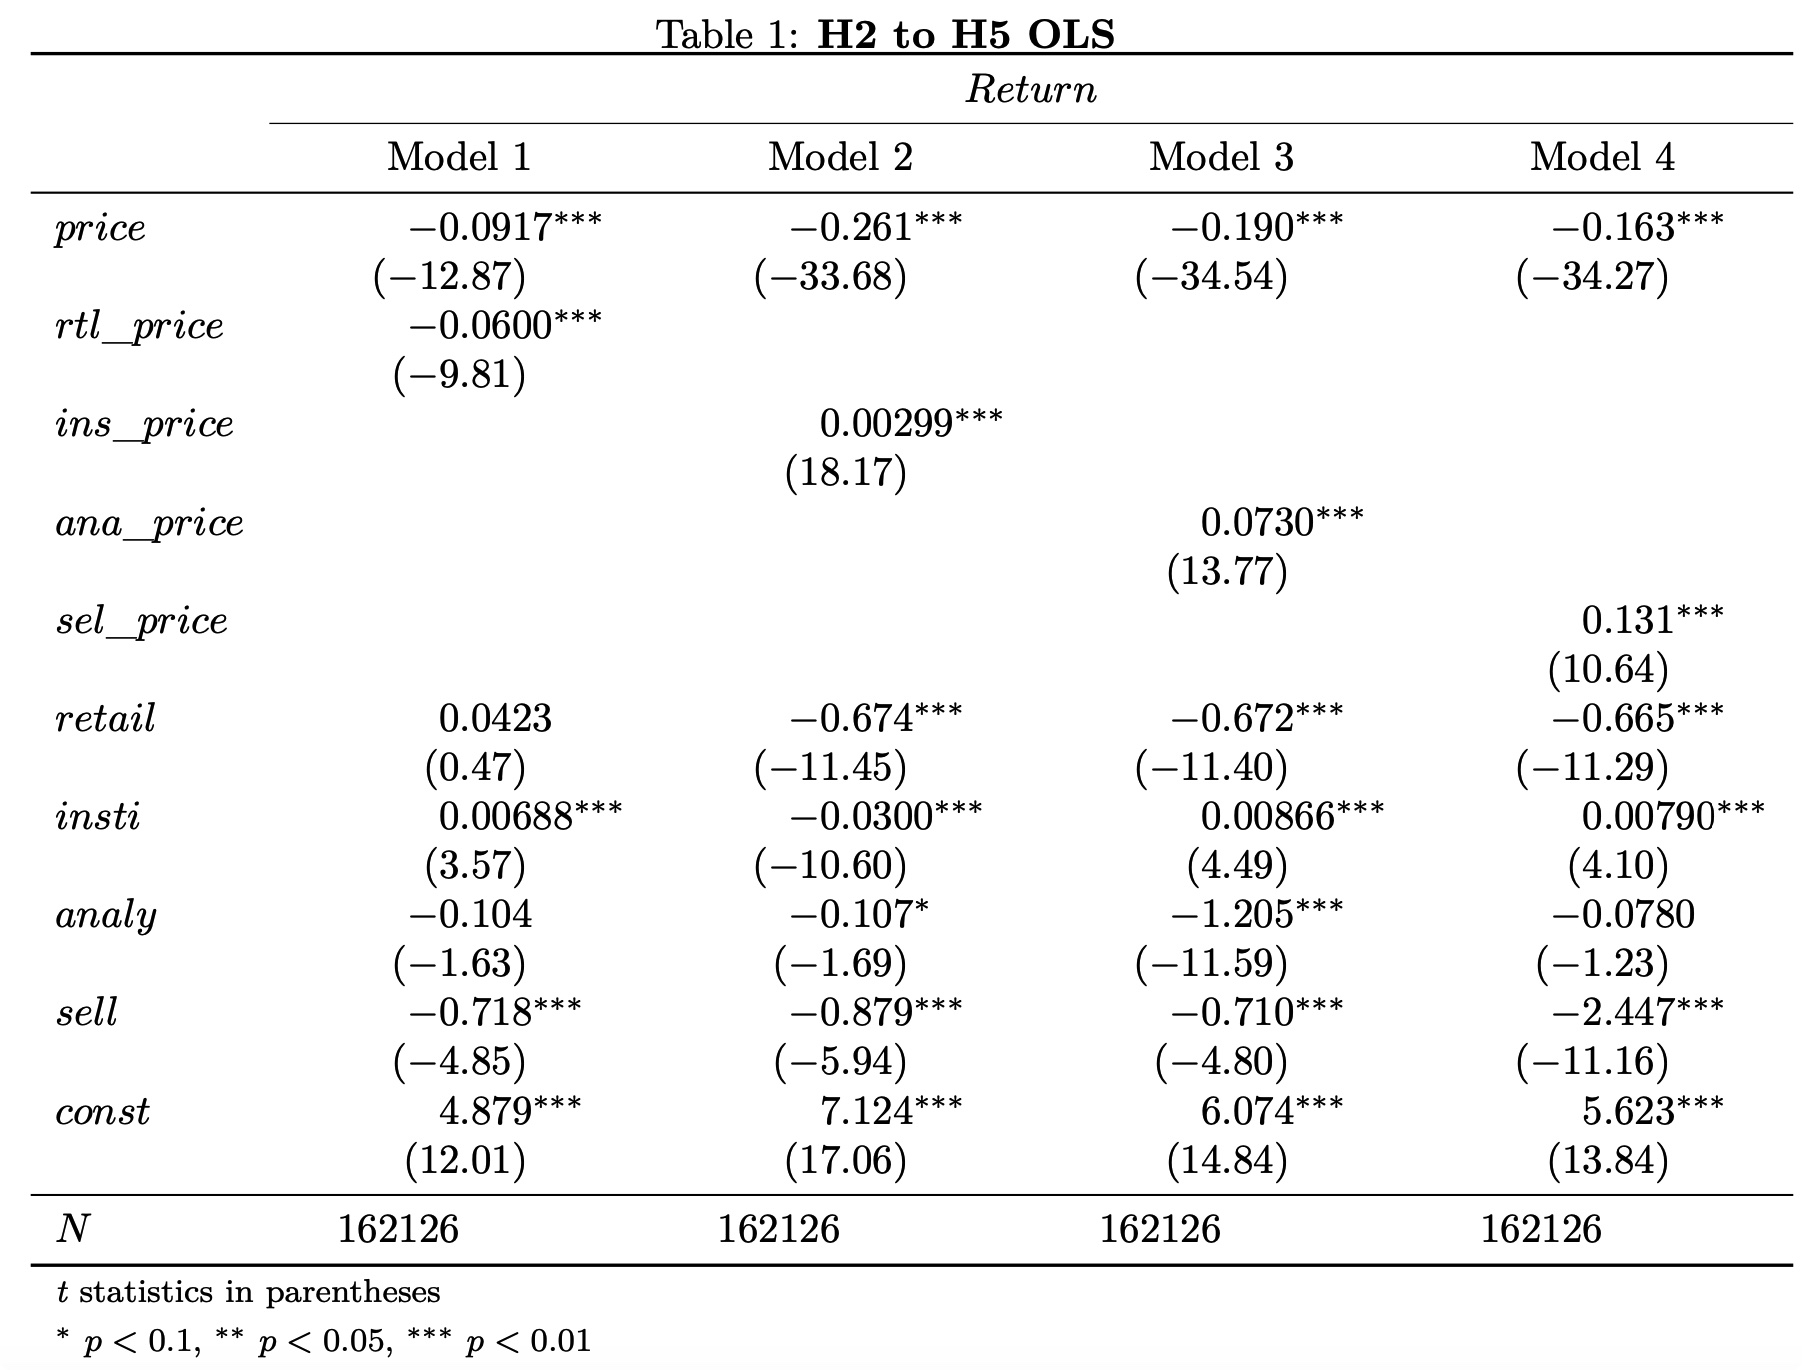 Table 1: H2 to H5 OLS
Return
Model 1 Model 2 Model 3 Model 4
price −0.0917*** −0.261*** −0.190*** −0.163***
(−12.87) (−33.68) (−34.54) (−34.27)
rtl_price −0.0600***
(−9.81)
ins_price 0.00299***
(18.17)
ana_price 0.0730***
(13.77)
sel_price 0.131***
(10.64)
retail 0.0423 −0.674*** −0.672*** −0.665***
(0.47) (−11.45) (−11.40) (−11.29)
insti 0.00688*** −0.0300*** 0.00866*** 0.00790***
(3.57) (−10.60) (4.49) (4.10)
analy −0.104 −0.107* −1.205*** −0.0780
(−1.63) (−1.69) (−11.59) (−1.23)
sell −0.718*** −0.879*** −0.710*** −2.447***
(−4.85) (−5.94) (−4.80) (−11.16)
const 4.879*** 7.124*** 6.074*** 5.623***
(12.01) (17.06) (14.84) (13.84)
N 162126 162126 162126 162126
t statistics in parentheses
* p < 0.1, ** p < 0.05, *** p < 0.01